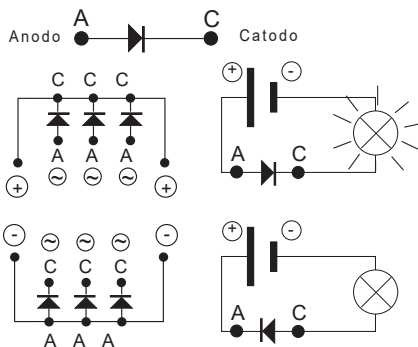 A C
Anodo Catodo
C C C
A A A
~ ~ ~
+ +
+ -
A C
- ~ ~ ~ -
C C C
A A A
+ -
A C